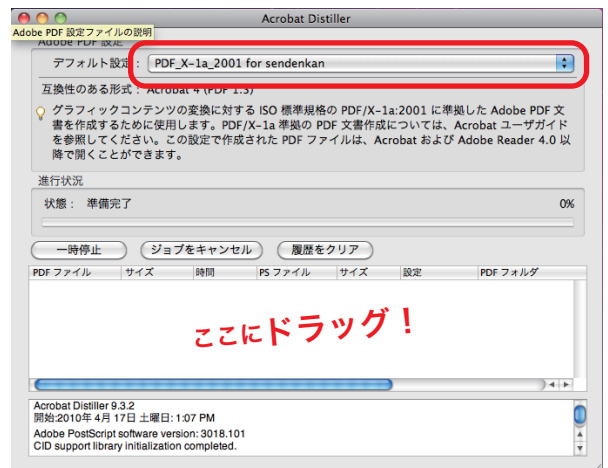 Acrobat Distiller
Adobe PDF 設定ファイルの説明
Adobe PDF 設定
デフォルト設定： PDF_X-1a_2001 for sendenkan
互換性のある形式： Acrobat 4 (PDF 1.3)
グラフィックコンテンツの変換に対する ISO 標準規格の PDF/X-1a:2001 に準拠した Adobe PDF 文
書を作成するために使用します。PDF/X-1a 準拠の PDF 文書作成については、Acrobat ユーザガイド
を参照してください。この設定で作成された PDF ファイルは、Acrobat および Adobe Reader 4.0 以
降で開くことができます。
進行状況
状態： 準備完了 0%
一時停止 ジョブをキャンセル 履歴をクリア
PDF ファイル サイズ 時間 PS ファイル サイズ 設定 PDF フォルダ
ここにドラッグ！
Acrobat Distiller 9.3.2
開始:2010年 4月 17日 土曜日: 1:07 PM
Adobe PostScript software version: 3018.101
CID support library initialization completed.